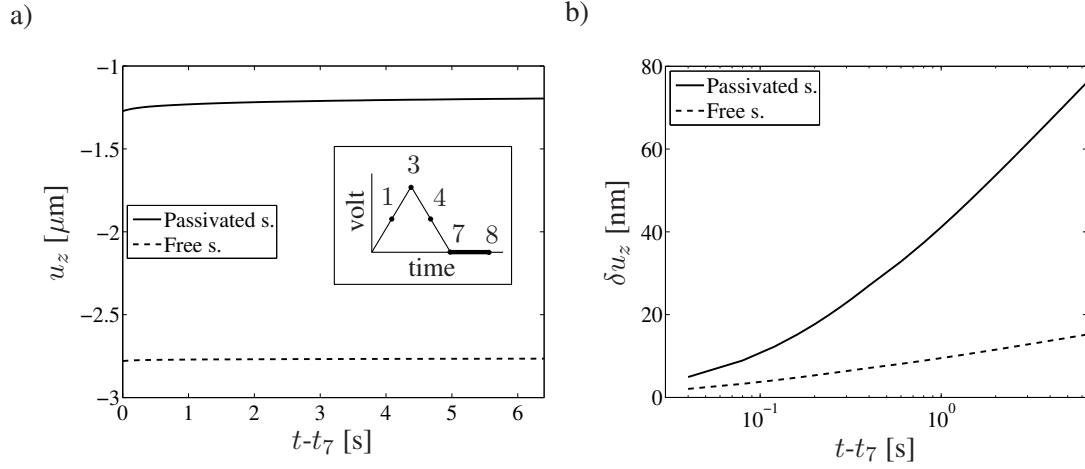 a)
−1
−1.5
−2
−2.5
−3
u_z [μm]
Passivated s.
Free s.
3
1
4
7
8
volt
time
0
1
2
3
4
5
6
t-t_7 [s]
b)
80
60
40
20
0
δu_z [nm]
Passivated s.
Free s.
10^−1
10^0
t-t_7 [s]